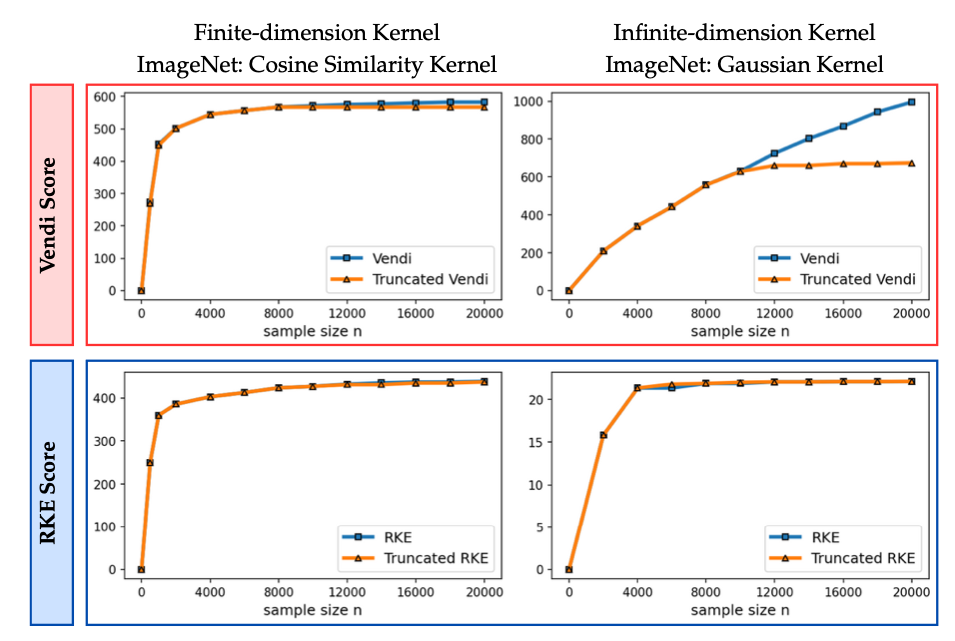 Finite-dimension Kernel
ImageNet: Cosine Similarity Kernel
Infinite-dimension Kernel
ImageNet: Gaussian Kernel
Vendi Score
600
500
400
300
200
100
0
Vendi
Truncated Vendi
0 4000 8000 12000 16000 20000
sample size n
1000
800
600
400
200
0
Vendi
Truncated Vendi
0 4000 8000 12000 16000 20000
sample size n
RKE Score
400
300
200
100
0
RKE
Truncated RKE
0 4000 8000 12000 16000 20000
sample size n
20
15
10
5
0
RKE
Truncated RKE
0 4000 8000 12000 16000 20000
sample size n